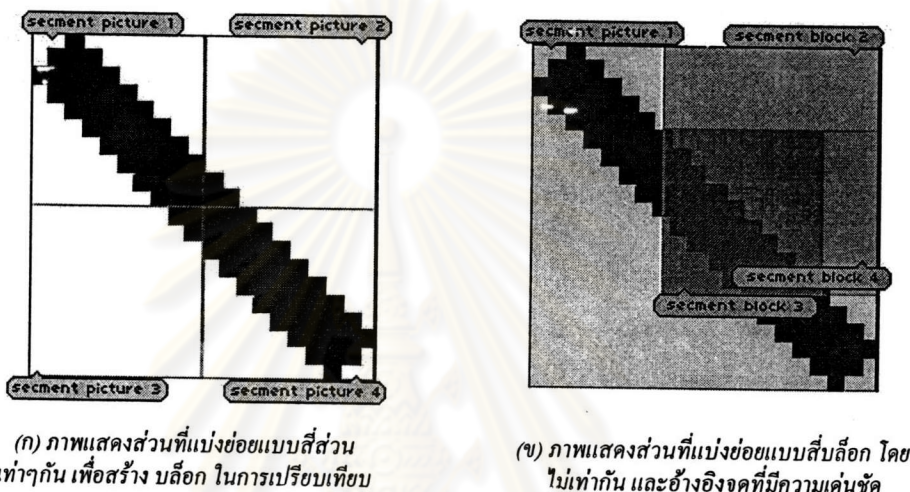 secment picture 1
secment picture 2
secment picture 3
secment picture 4
(ก) ภาพแสดงส่วนที่แบ่งย่อยแบบสี่ส่วน
เท่าๆกัน เพื่อสร้าง บล็อก ในการเปรียบเทียบ
secment picture 1
secment block 2
secment block 4
secment block 3
(ข) ภาพแสดงส่วนที่แบ่งย่อยแบบสี่บล็อก โดย
ไม่เท่ากัน และอ้างอิงจุดที่มีความเด่นชัด